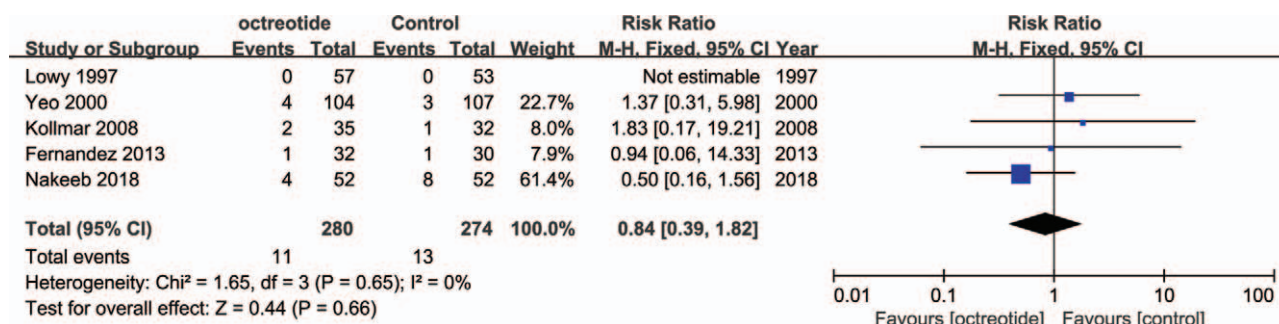 octreotide Control Risk Ratio Risk Ratio
Study or Subgroup Events Total Events Total Weight M-H, Fixed, 95% CI Year M-H, Fixed, 95% CI
Lowy 1997 0 57 0 53 Not estimable 1997
Yeo 2000 4 104 3 107 22.7% 1.37 [0.31, 5.98] 2000
Kollmar 2008 2 35 1 32 8.0% 1.83 [0.17, 19.21] 2008
Fernandez 2013 1 32 1 30 7.9% 0.94 [0.06, 14.33] 2013
Nakeeb 2018 4 52 8 52 61.4% 0.50 [0.16, 1.56] 2018
Total (95% CI) 280 274 100.0% 0.84 [0.39, 1.82]
Total events 11 13
Heterogeneity: Chi² = 1.65, df = 3 (P = 0.65); I² = 0%
Test for overall effect: Z = 0.44 (P = 0.66)
0.01 0.1 1 10 100
Favours [octreotide] Favours [control]